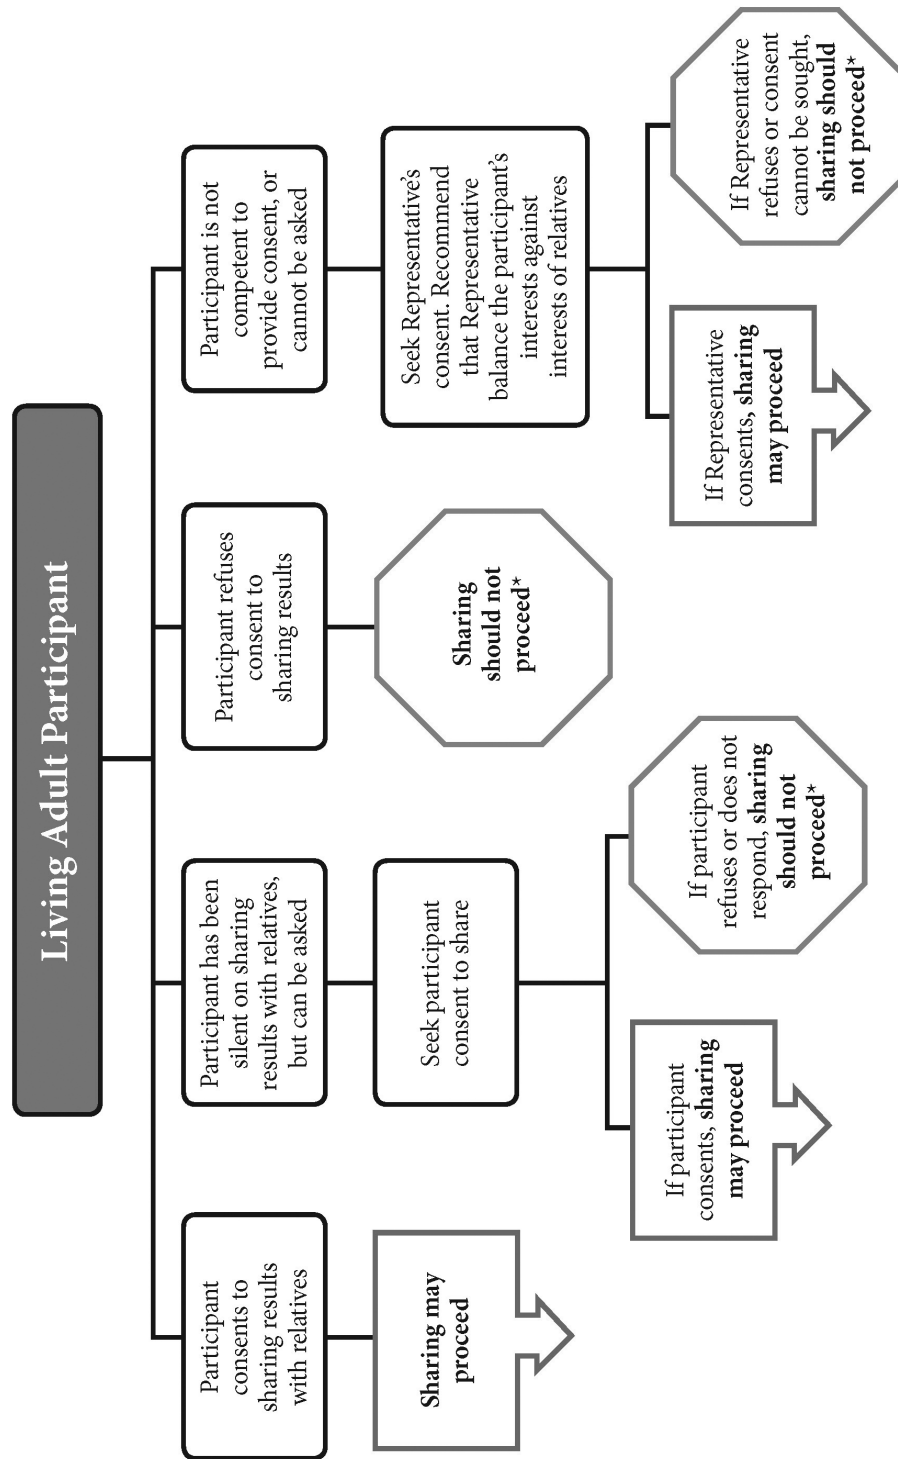 Living Adult Participant
Participant
consents to
sharing results
with relatives
Sharing may
proceed
Participant has been
silent on sharing
results with relatives,
but can be asked
Seek participant
consent to share
If participant
consents, sharing
may proceed
If participant
refuses or does not
respond, sharing
should not
proceed*
Participant refuses
consent to
sharing results
Sharing
should not
proceed*
Participant is not
competent to
provide consent, or
cannot be asked
Seek Representative’s
consent. Recommend
that Representative
balance the participant’s
interests against
interests of relatives
If Representative
consents, sharing
may proceed
If Representative
refuses or consent
cannot be sought,
sharing should
not proceed*